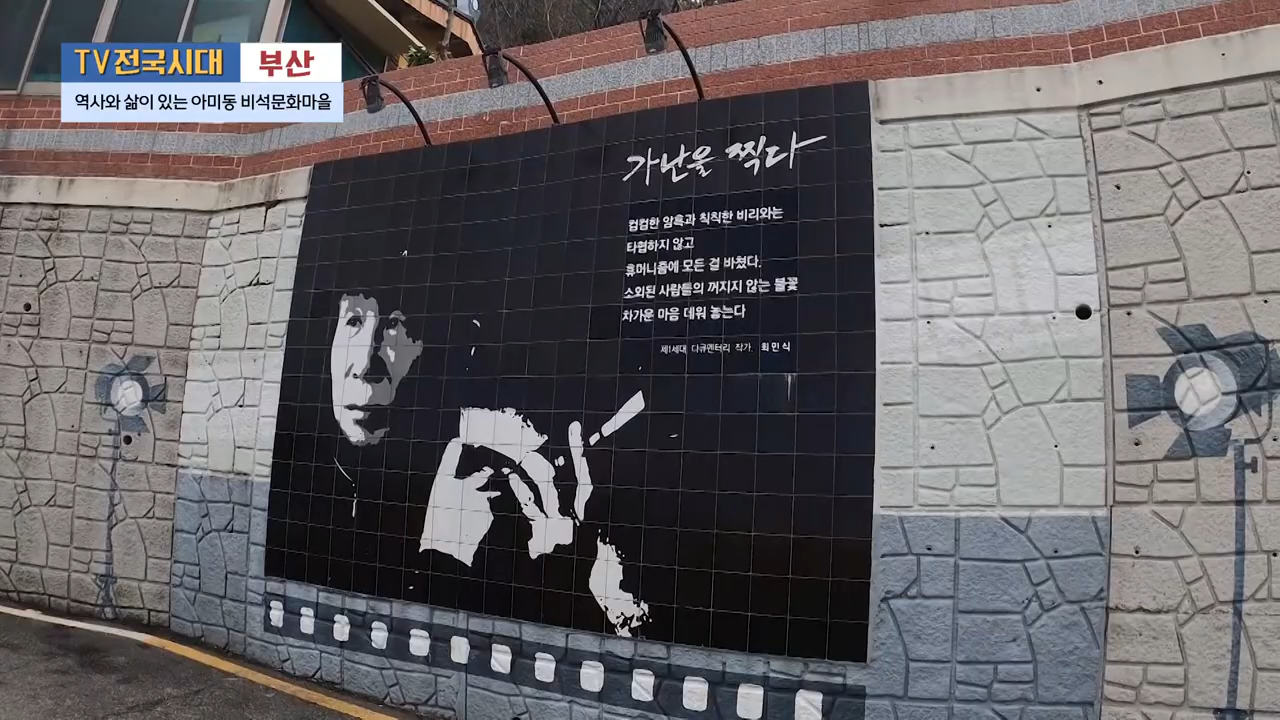 TV전국시대 부산
역사와 삶이 있는 아미동 비석문화마을
가난을 찍다
컴컴한 암흑과 칙칙한 비리와는
타협하지 않고
휴머니즘에 모든 걸 바쳤다.
소외된 사람들의 꺼지지 않는 불꽃
차가운 마음 데워 놓는다
제1세대 다큐멘터리 작가 최민식